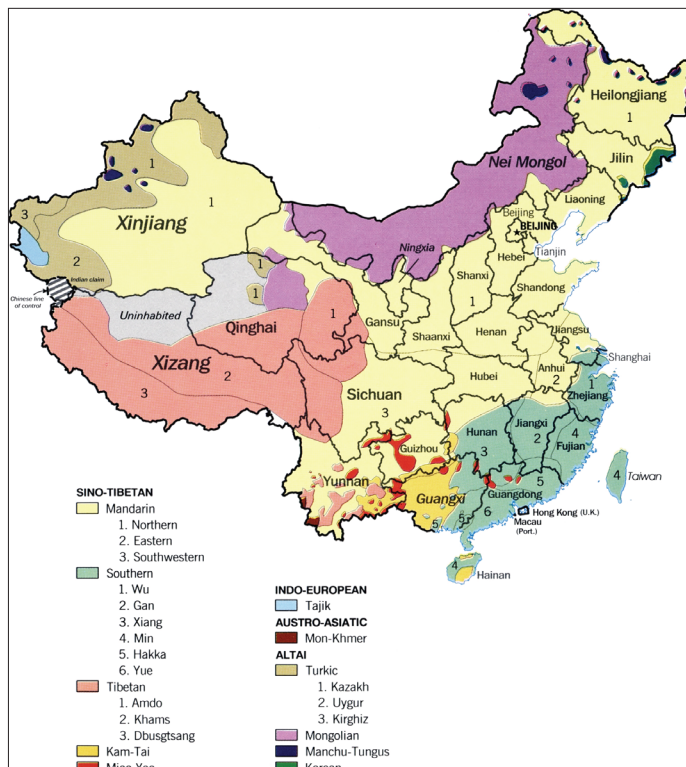 Heilongjiang
1
Jilin
Nei Mongol
Liaoning
Beijing
BEIJING
Tianjin
Hebei
Ningxia
Shanxi
1
Shandong
1
1
Xinjiang
3
2
Indian claim
Chinese line
of control
Uninhabited
1
1
1
Qinghai
Gansu
Shaanxi
Henan
Jiangsu
Xizang
2
3
Shanghai
Anhui
2
1
Zhejiang
Hubei
Sichuan
3
Hunan
3
Jiangxi
2
4
Fujian
Guizhou
Yunnan
Guangxi
5
Guangdong
5
5
6
4
Taiwan
Hong Kong (U.K.)
Macau
(Port.)
4
Hainan
SINO-TIBETAN
Mandarin
1. Northern
2. Eastern
3. Southwestern
Southern
1. Wu
2. Gan
3. Xiang
4. Min
5. Hakka
6. Yue
Tibetan
1. Amdo
2. Khams
3. Dbusgtsang
Kam-Tai
INDO-EUROPEAN
Tajik
AUSTRO-ASIATIC
Mon-Khmer
ALTAI
Turkic
1. Kazakh
2. Uygur
3. Kirghiz
Mongolian
Manchu-Tungus